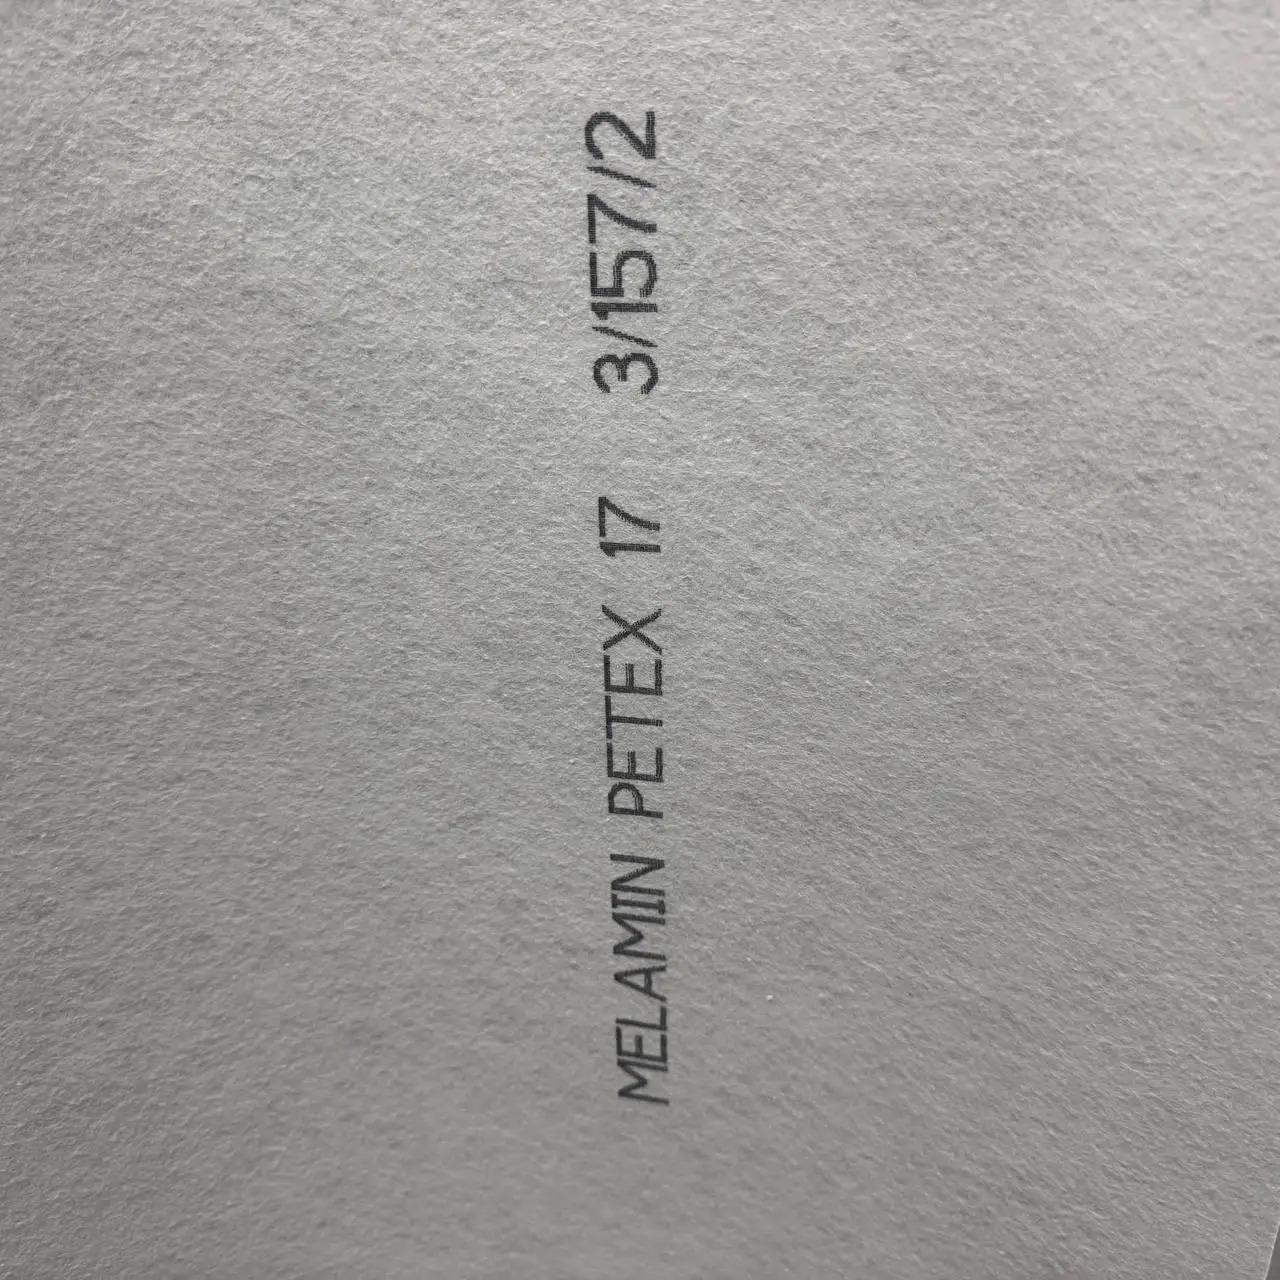 MELAMIN PETEX 17 3/157/2